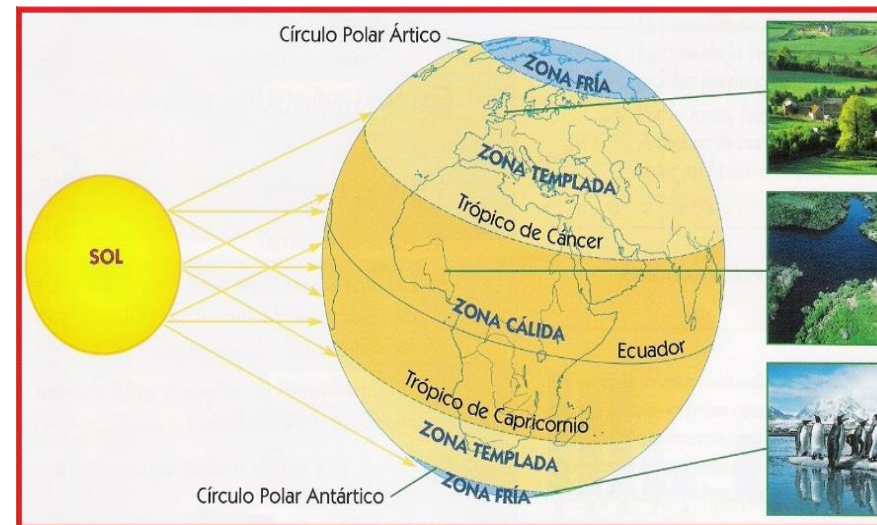 Círculo Polar Ártico
ZONA FRÍA
ZONA TEMPLADA
Trópico de Cáncer
SOL
ZONA CÁLIDA
Ecuador
Trópico de Capricornio
ZONA TEMPLADA
Círculo Polar Antártico
ZONA FRÍA